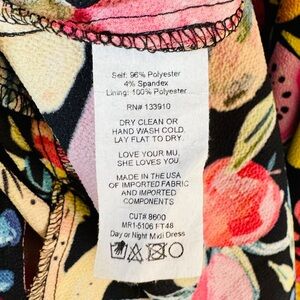 Self: 96% Polyester
4% Spandex
Lining: 100% Polyester
RN# 133910
DRY CLEAN OR
HAND WASH COLD.
LAY FLAT TO DRY.
LOVE YOUR MU,
SHE LOVES YOU.
MADE IN THE USA
OF IMPORTED FABRIC
AND IMPORTED
COMPONENTS
CUT# 8600
MR1-5106 FT48
Day or Night Midi Dress